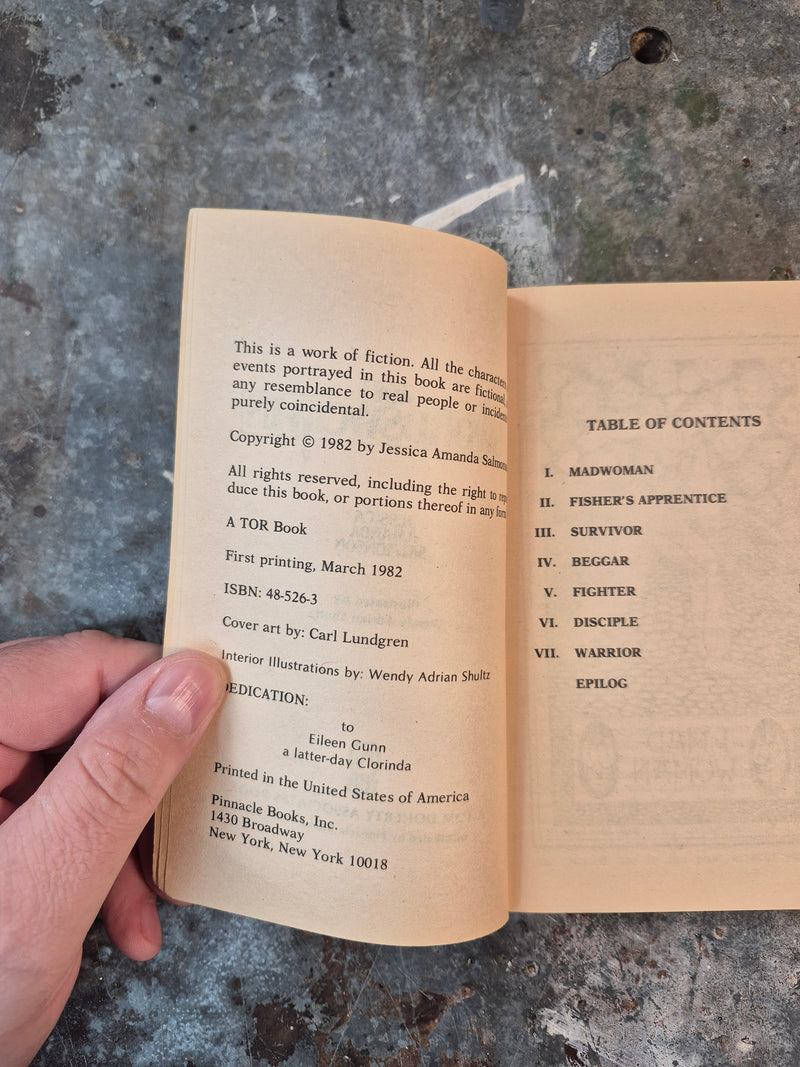 This is a work of fiction. All the characters
events portrayed in this book are fictional,
any resemblance to real people or incidents
purely coincidental.
Copyright © 1982 by Jessica Amanda Salmons
All rights reserved, including the right to rep
duce this book, or portions thereof in any form
A TOR Book
First printing, March 1982
ISBN: 48-526-3
Cover art by: Carl Lundgren
Interior Illustrations by: Wendy Adrian Shultz
DEDICATION:
to
Eileen Gunn
a latter-day Clorinda
Printed in the United States of America
Pinnacle Books, Inc.
1430 Broadway
New York, New York 10018
TABLE OF CONTENTS
I. MADWOMAN
II. FISHER'S APPRENTICE
III. SURVIVOR
IV. BEGGAR
V. FIGHTER
VI. DISCIPLE
VII. WARRIOR
EPILOG